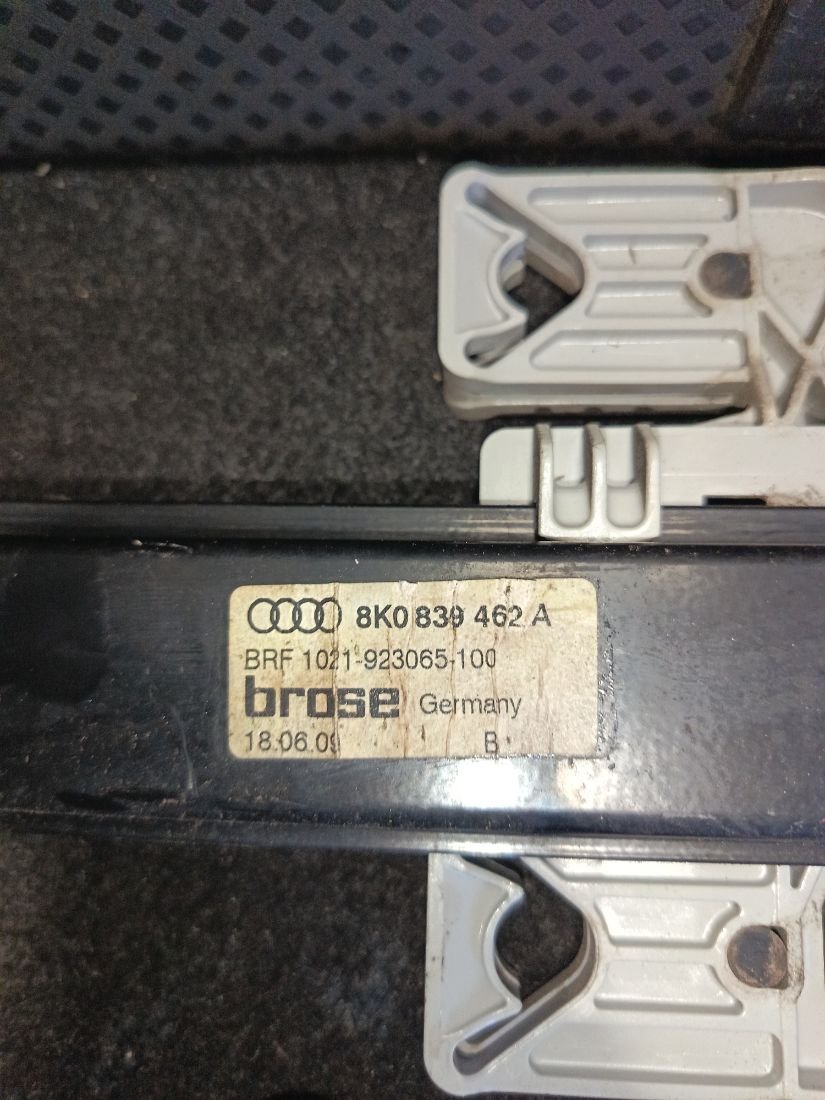 8K0 839 462 A
BRF 1021-923065-100
brose Germany
18.06.09 B